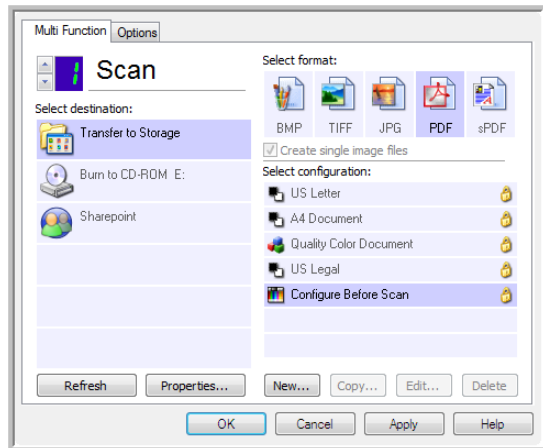 Multi Function Options
1 Scan
Select destination:
Transfer to Storage
Burn to CD-ROM E:
Sharepoint
Select format:
BMP TIFF JPG PDF sPDF
Create single image files
Select configuration:
US Letter
A4 Document
Quality Color Document
US Legal
Configure Before Scan
Refresh Properties... New... Copy... Edit... Delete
OK Cancel Apply Help